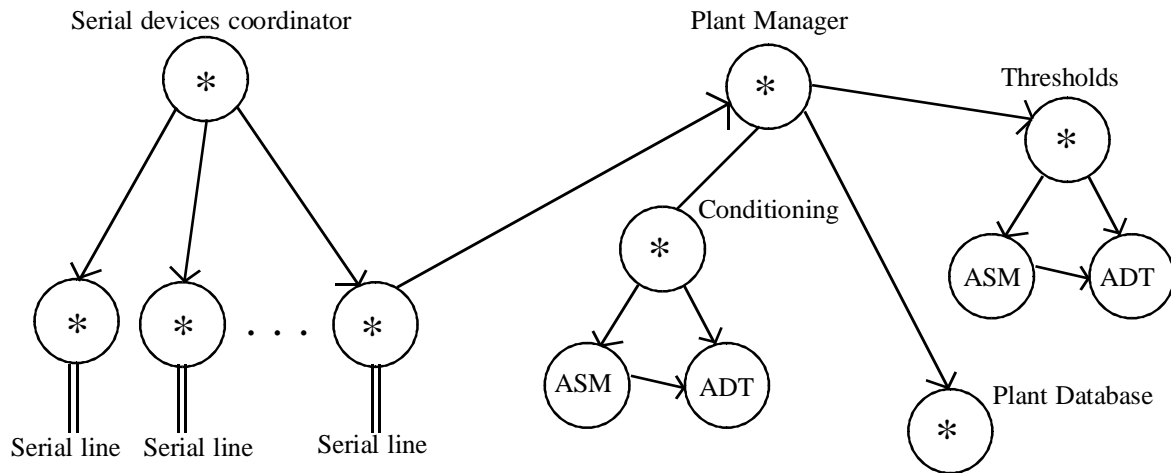 Serial devices coordinator
Plant Manager
*
*
Thresholds
*
Conditioning
*
ASM
ADT
*
*
. . .
*
ASM
ADT
Plant Database
*
Serial line
Serial line
Serial line